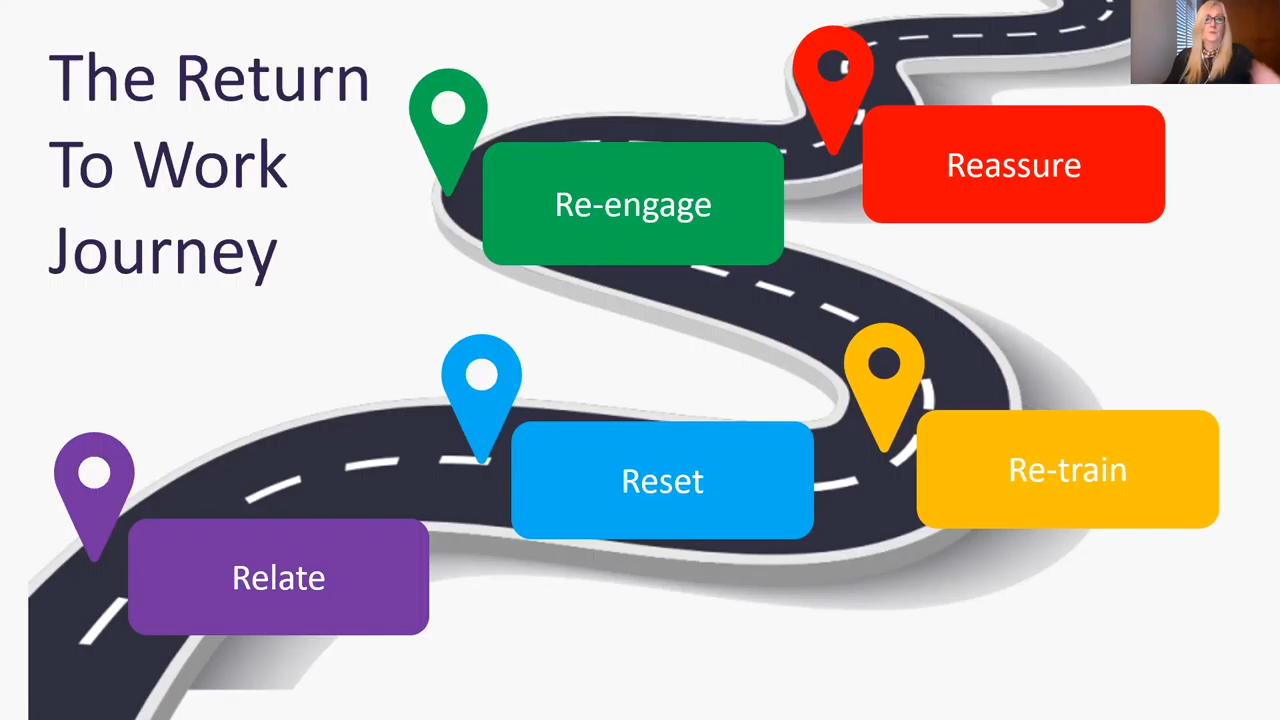 The Return
To Work
Journey
Reassure
Re-engage
Re-train
Reset
Relate